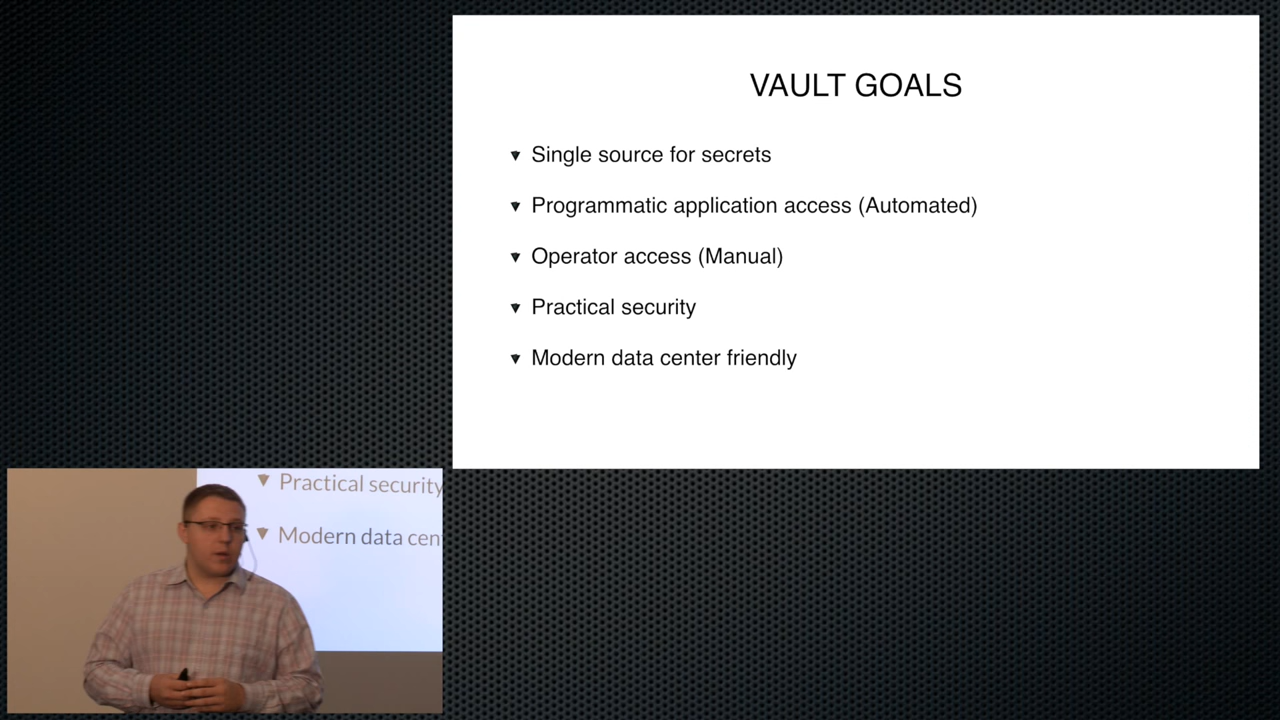 VAULT GOALS
Single source for secrets
Programmatic application access (Automated)
Operator access (Manual)
Practical security
Modern data center friendly
Practical security
Modern data cen